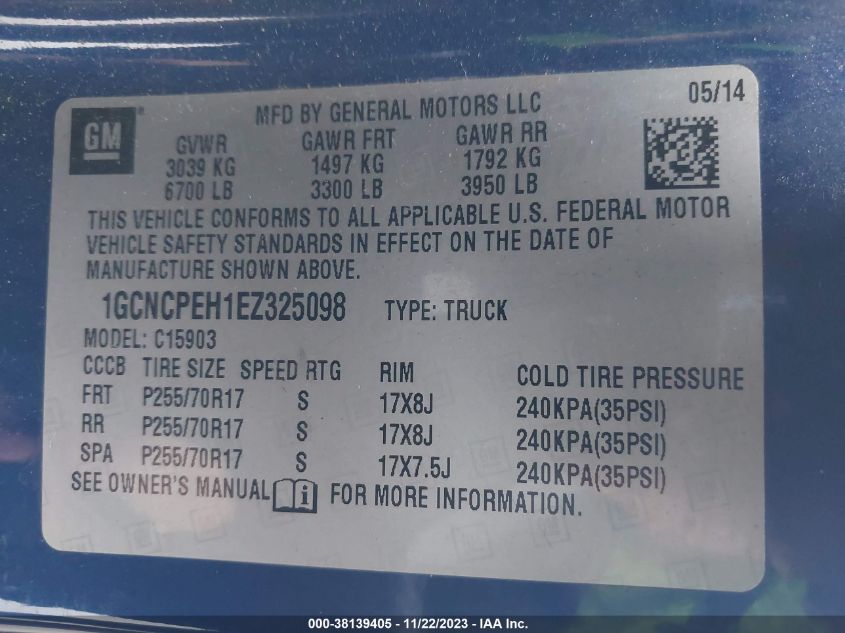 GM ®
MFD BY GENERAL MOTORS LLC 05/14
GVWR GAWR FRT GAWR RR
3039 KG 1497 KG 1792 KG
6700 LB 3300 LB 3950 LB
THIS VEHICLE CONFORMS TO ALL APPLICABLE U.S. FEDERAL MOTOR
VEHICLE SAFETY STANDARDS IN EFFECT ON THE DATE OF
MANUFACTURE SHOWN ABOVE.
1GCNCPEH1EZ325098 TYPE: TRUCK
MODEL: C15903
CCCB TIRE SIZE SPEED RTG RIM COLD TIRE PRESSURE
FRT P255/70R17 S 17X8J 240KPA(35PSI)
RR P255/70R17 S 17X8J 240KPA(35PSI)
SPA P255/70R17 S 17X7.5J 240KPA(35PSI)
SEE OWNER'S MANUAL i FOR MORE INFORMATION.
000-38139405 - 11/22/2023 - IAA Inc.